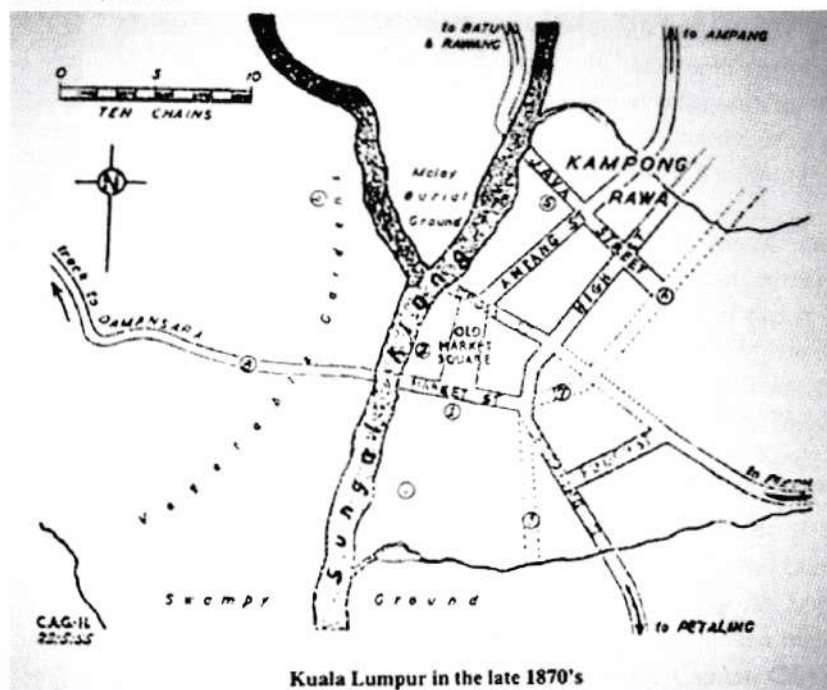 to BATU
& RAWANG
to AMPANG
0 5 10
TEN CHAINS
N
Malay
Burial
Ground
KAMPONG
RAWA
JAVA
STREET
AMPANG ST
HIGH ST
track to
DAMANSARA
Vegetable Gardens
Sungai Klang
OLD
MARKET
SQUARE
MARKET ST
to PETALING
Swampy Ground
C.A.G.-H.
22:5:55
Kuala Lumpur in the late 1870's